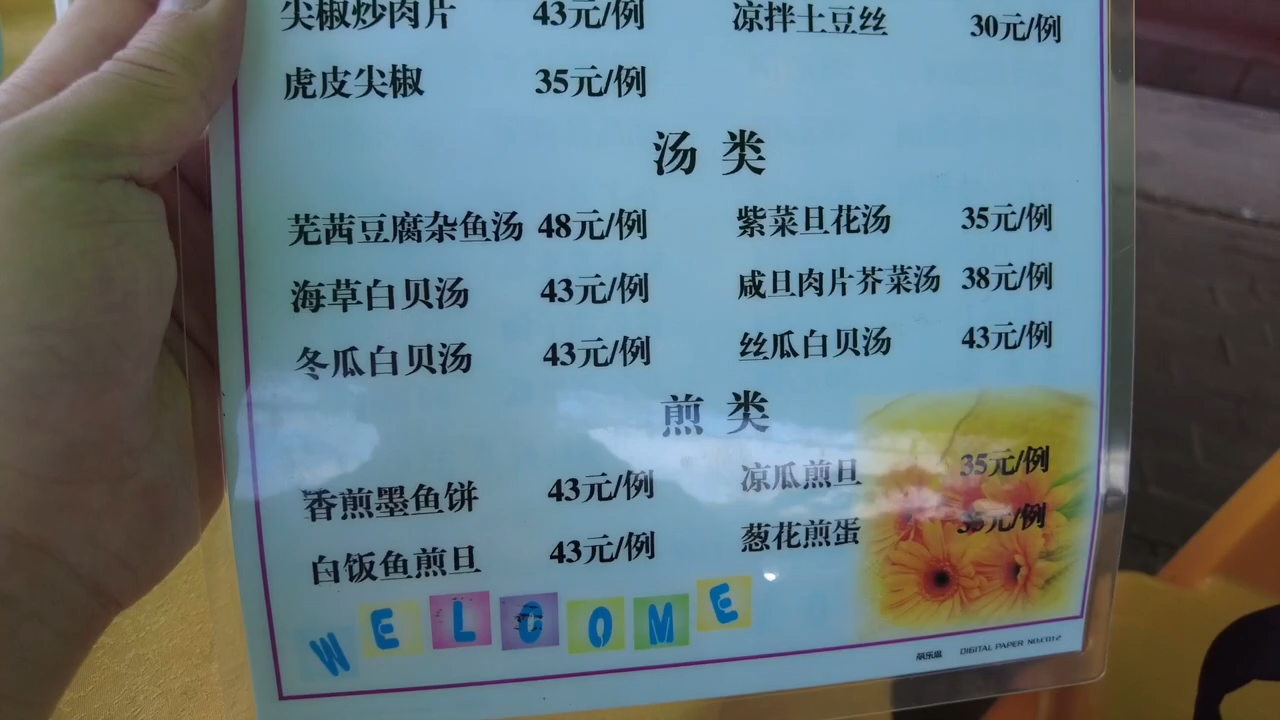 尖椒炒肉片 43元/例 凉拌土豆丝 30元/例
虎皮尖椒 35元/例
汤 类
芜茜豆腐杂鱼汤 48元/例 紫菜旦花汤 35元/例
海草白贝汤 43元/例 咸旦肉片芥菜汤 38元/例
冬瓜白贝汤 43元/例 丝瓜白贝汤 43元/例
煎 类
香煎墨鱼饼 43元/例 凉瓜煎旦 35元/例
白饭鱼煎旦 43元/例 葱花煎蛋 35元/例
WELCOME
DIGITAL PAPER